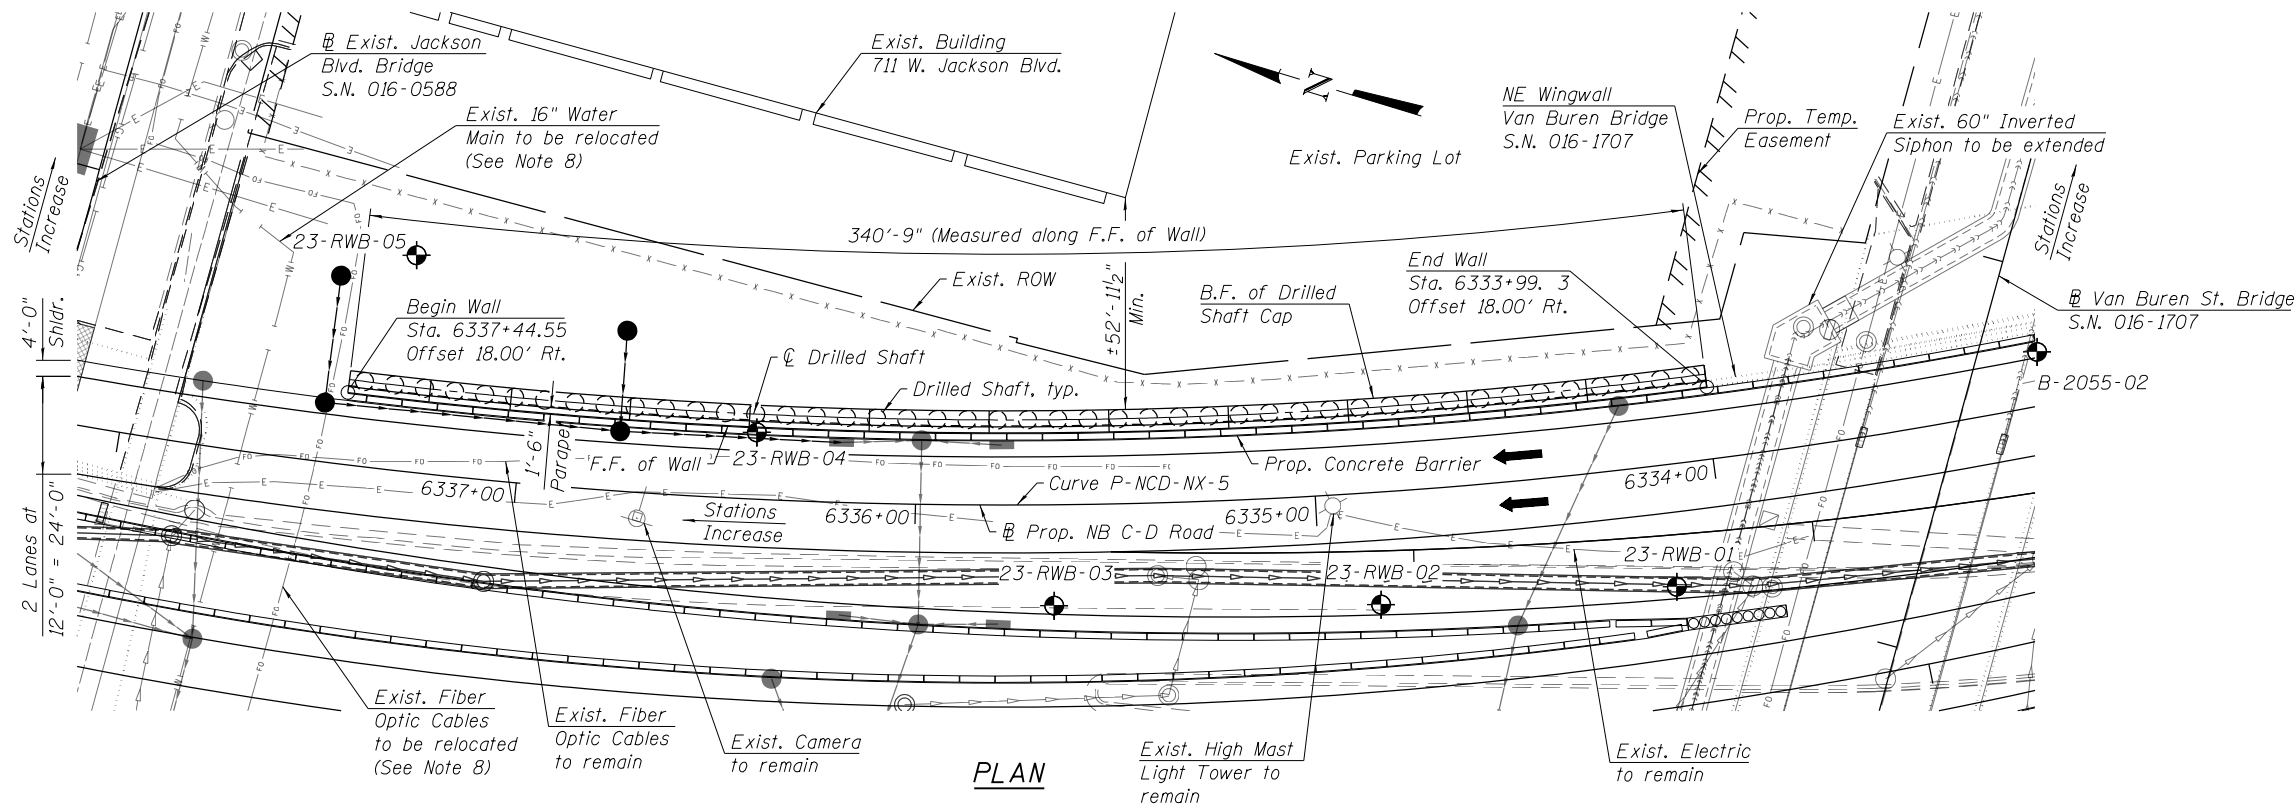 ℄ Exist. Jackson
Blvd. Bridge
S.N. 016-0588
Exist. Building
711 W. Jackson Blvd.
N
Exist. 16" Water
Main to be relocated
(See Note 8)
NE Wingwall
Van Buren Bridge
S.N. 016-1707
Prop. Temp.
Easement
Exist. 60" Inverted
Siphon to be extended
Exist. Parking Lot
Stations
Increase
Stations
Increase
23-RWB-05
340'-9" (Measured along F.F. of Wall)
Exist. ROW
±52'-11½"
Min.
End Wall
Sta. 6333+99. 3
Offset 18.00' Rt.
B.F. of Drilled
Shaft Cap
Begin Wall
Sta. 6337+44.55
Offset 18.00' Rt.
4'-0"
Shldr.
Van Buren St. Bridge
S.N. 016-1707
℄ Drilled Shaft
Drilled Shaft, typ.
B-2055-02
1'-6"
Parapet
F.F. of Wall
23-RWB-04
Prop. Concrete Barrier
Curve P-NCD-NX-5
6337+00
6336+00
6335+00
6334+00
Stations
Increase
Prop. NB C-D Road
2 Lanes at
12'-0" = 24'-0"
23-RWB-03
23-RWB-02
23-RWB-01
Exist. Fiber
Optic Cables
to be relocated
(See Note 8)
Exist. Fiber
Optic Cables
to remain
Exist. Camera
to remain
PLAN
Exist. High Mast
Light Tower to
remain
Exist. Electric
to remain